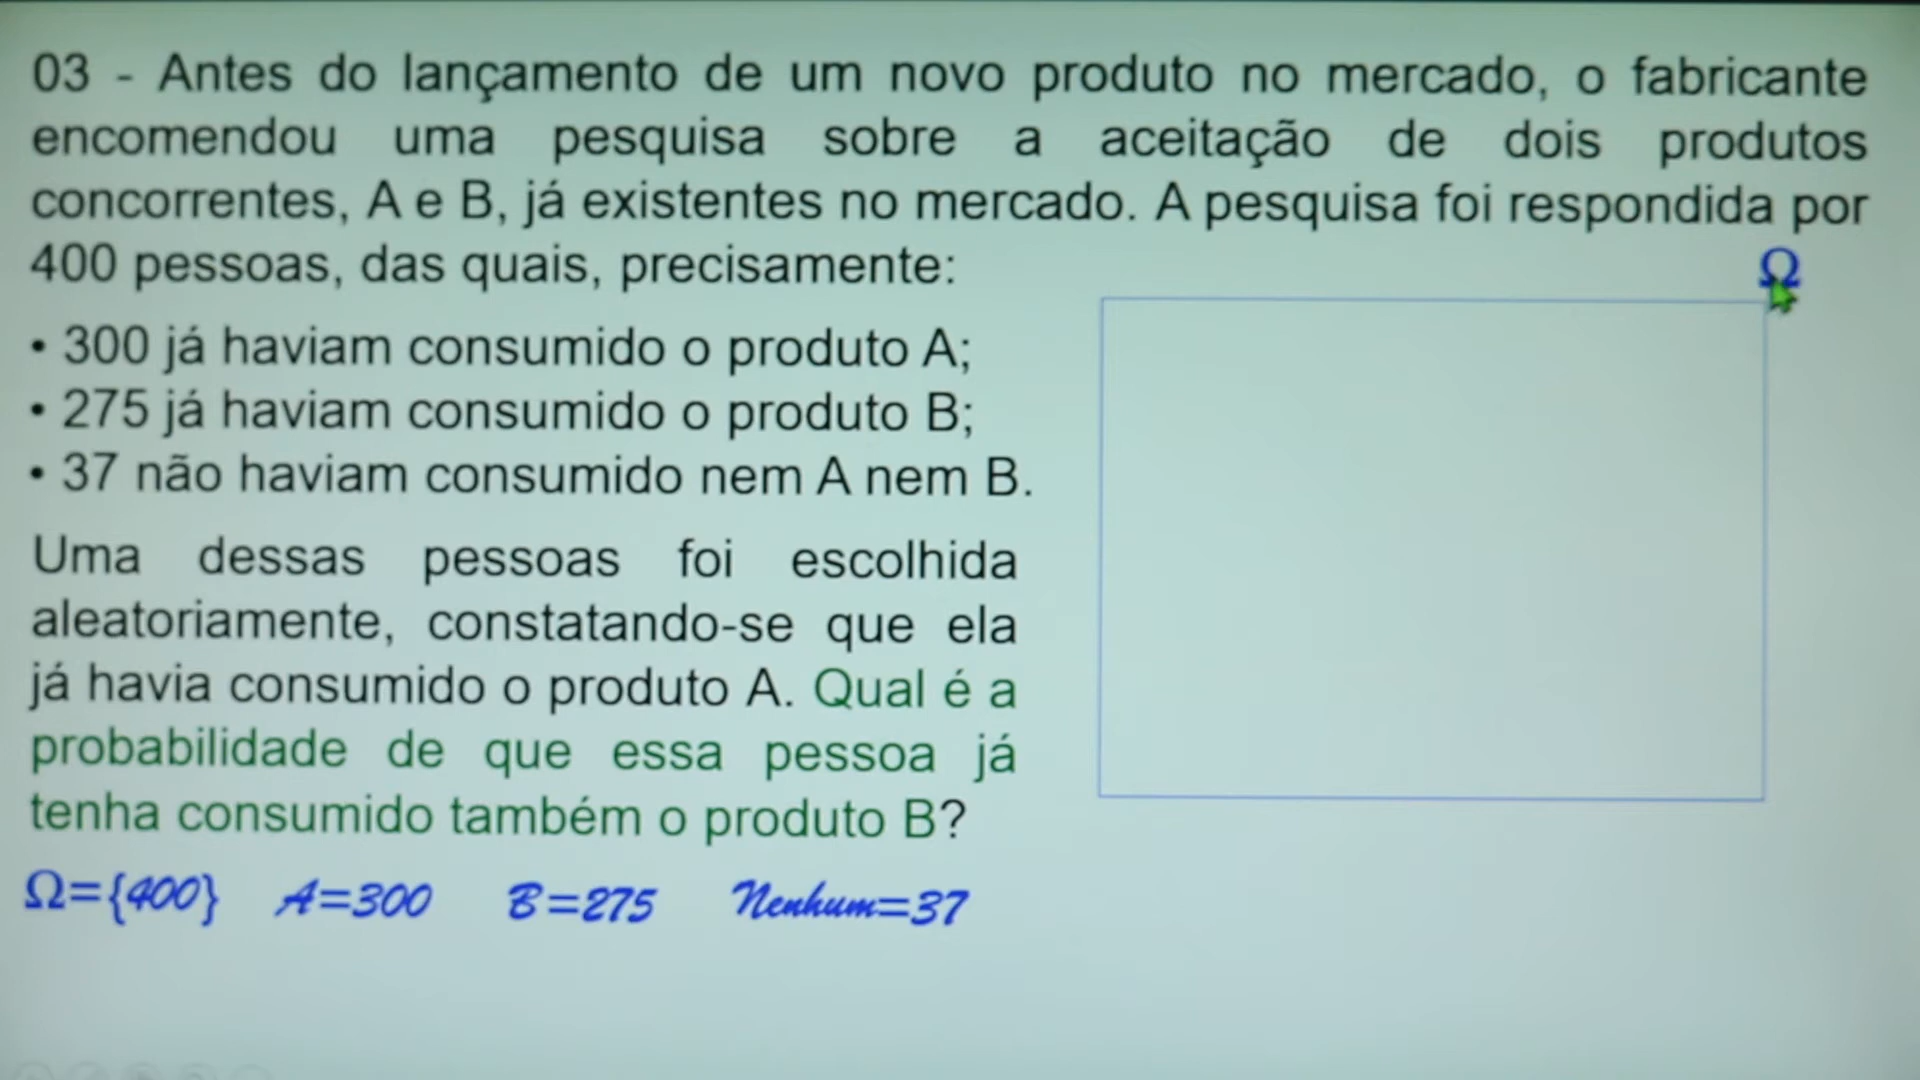 03 - Antes do lançamento de um novo produto no mercado, o fabricante
encomendou uma pesquisa sobre a aceitação de dois produtos
concorrentes, A e B, já existentes no mercado. A pesquisa foi respondida por
400 pessoas, das quais, precisamente:
Ω
• 300 já haviam consumido o produto A;
• 275 já haviam consumido o produto B;
• 37 não haviam consumido nem A nem B.
Uma dessas pessoas foi escolhida
aleatoriamente, constatando-se que ela
já havia consumido o produto A. Qual é a
probabilidade de que essa pessoa já
tenha consumido também o produto B?
Ω={400} A=300 B=275 Nenhum=37